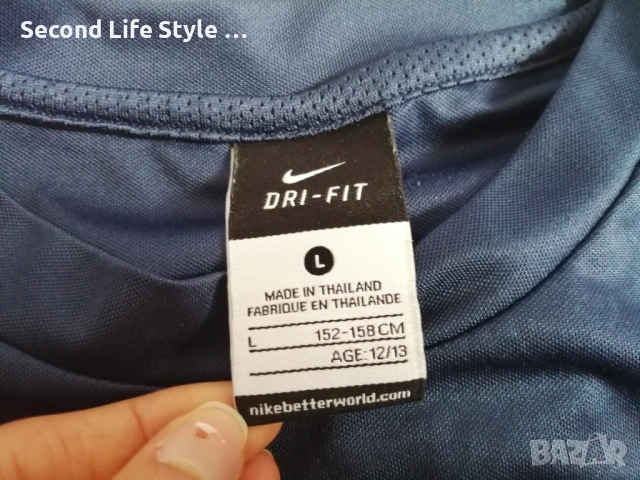 Second Life Style ...
DRI-FIT
L
MADE IN THAILAND
FABRIQUE EN THAILANDE
L 152-158 CM
AGE: 12/13
nikebetterworld.com
BAZAR